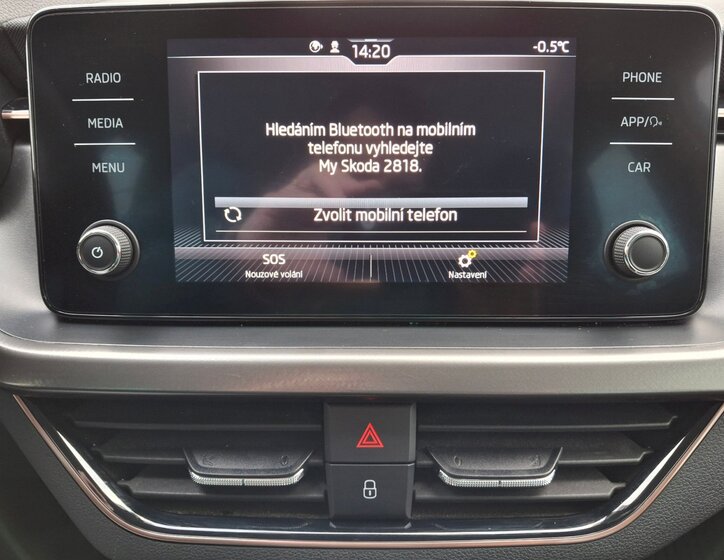 14:20
-0.5°C
RADIO
MEDIA
MENU
Hledáním Bluetooth na mobilním
telefonu vyhledejte
My Skoda 2818.
Zvolit mobilní telefon
SOS
Nouzové volání
Nastavení
PHONE
APP/
CAR